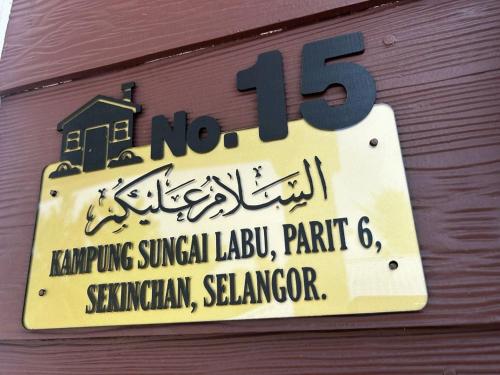 No. 15
السلام عليكم
KAMPUNG SUNGAI LABU, PARIT 6,
SEKINCHAN, SELANGOR.